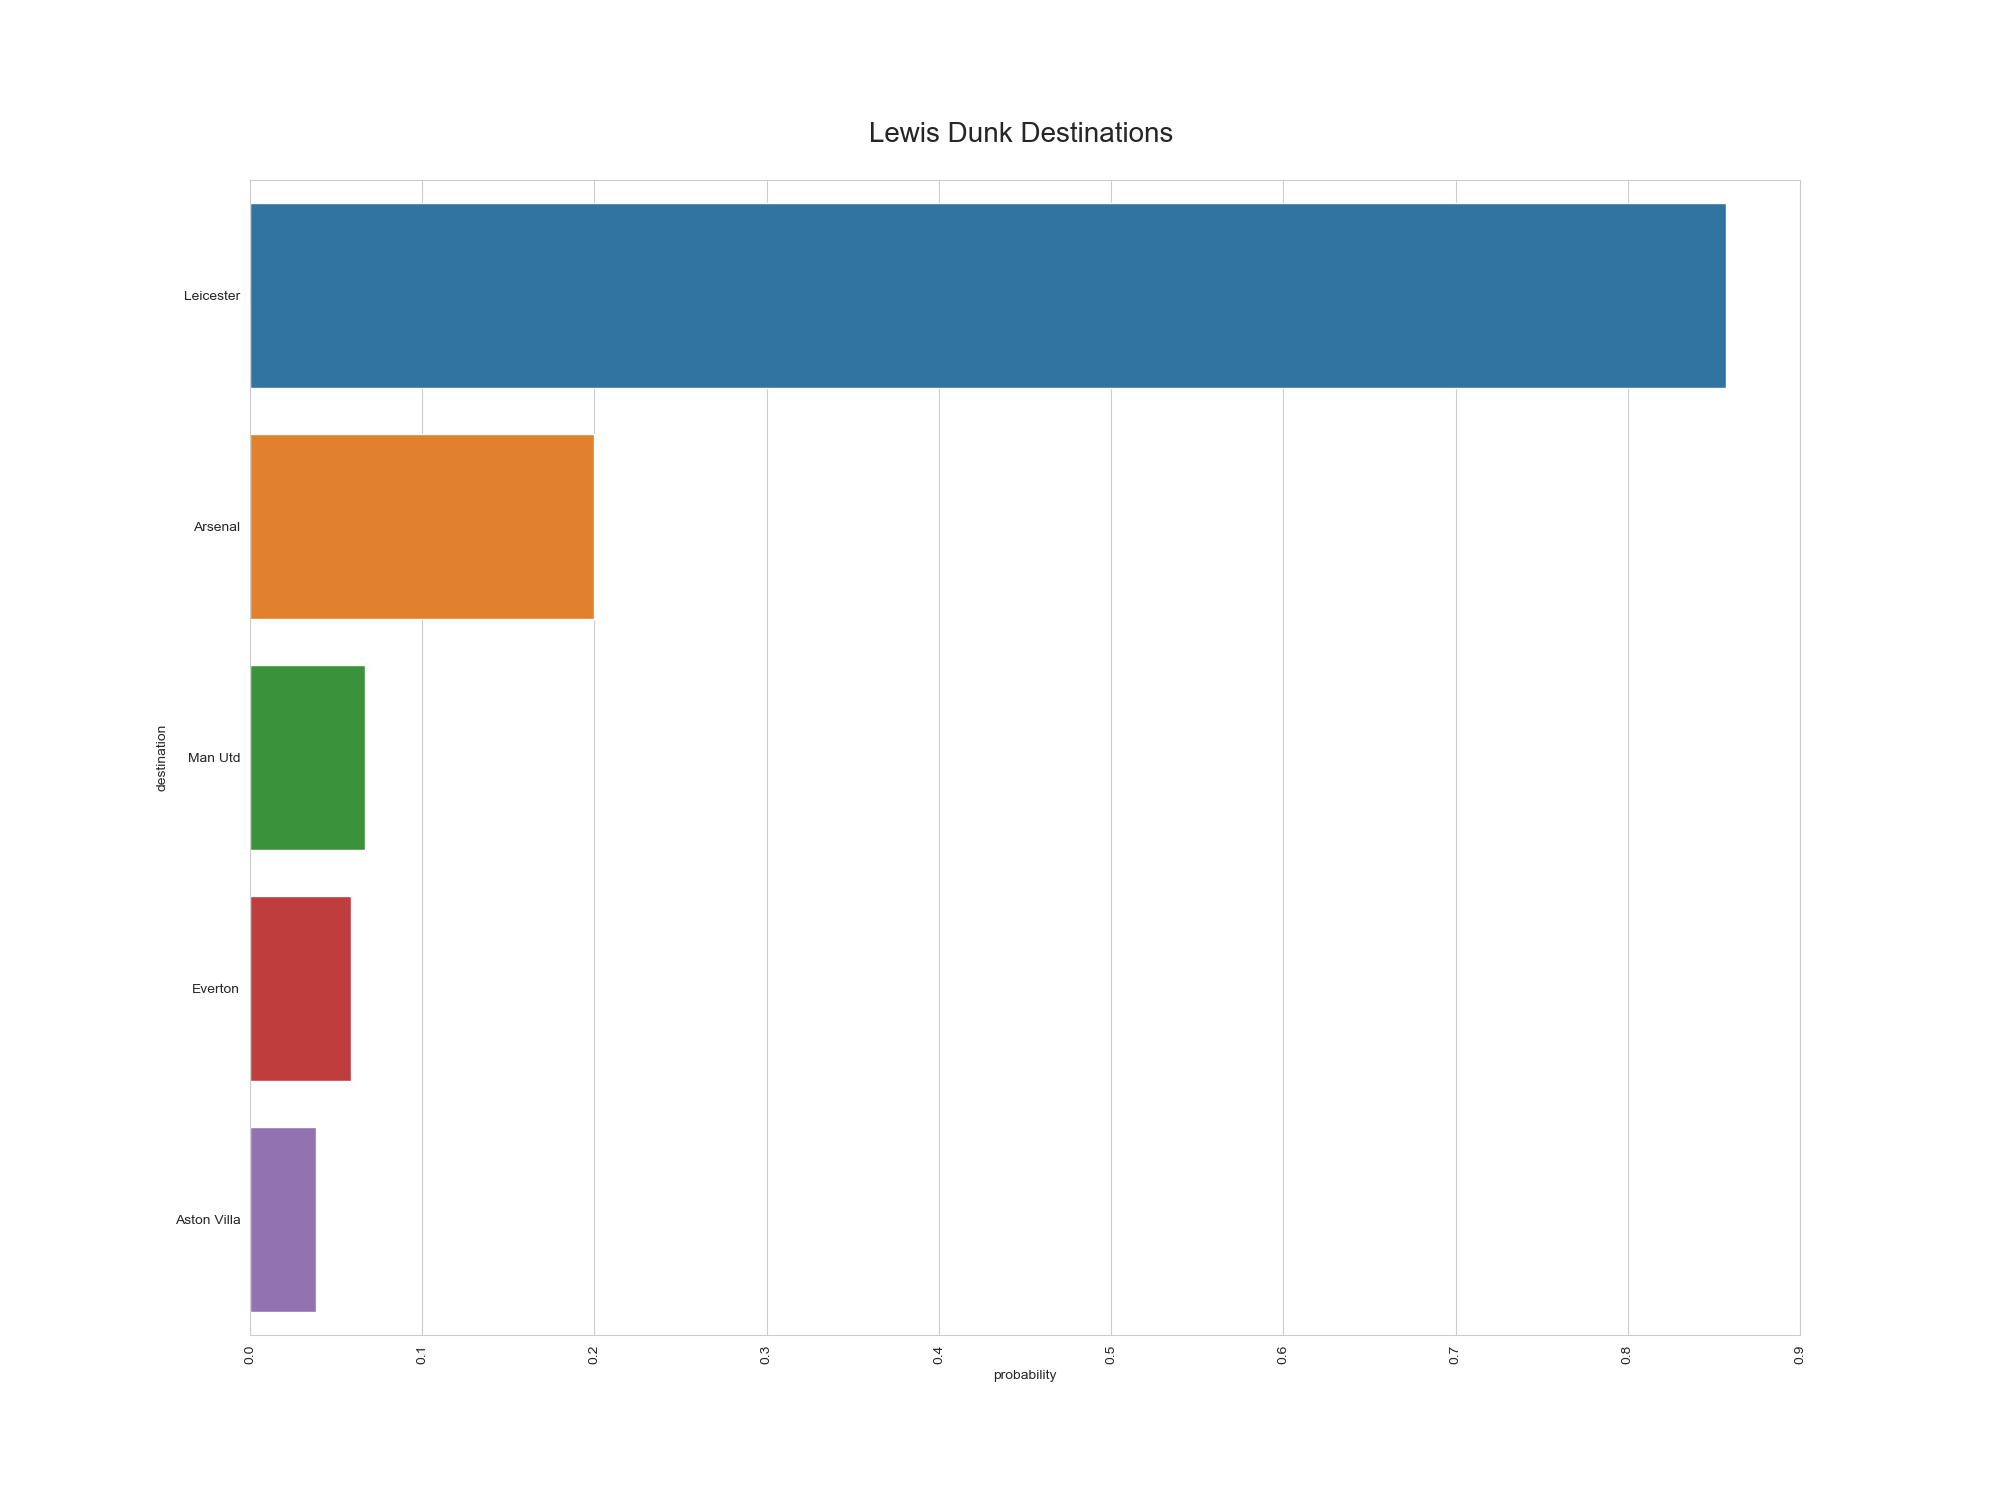 Lewis Dunk Destinations
Leicester
Arsenal
Man Utd
Everton
Aston Villa
destination
0.0 0.1 0.2 0.3 0.4 0.5 0.6 0.7 0.8 0.9
probability